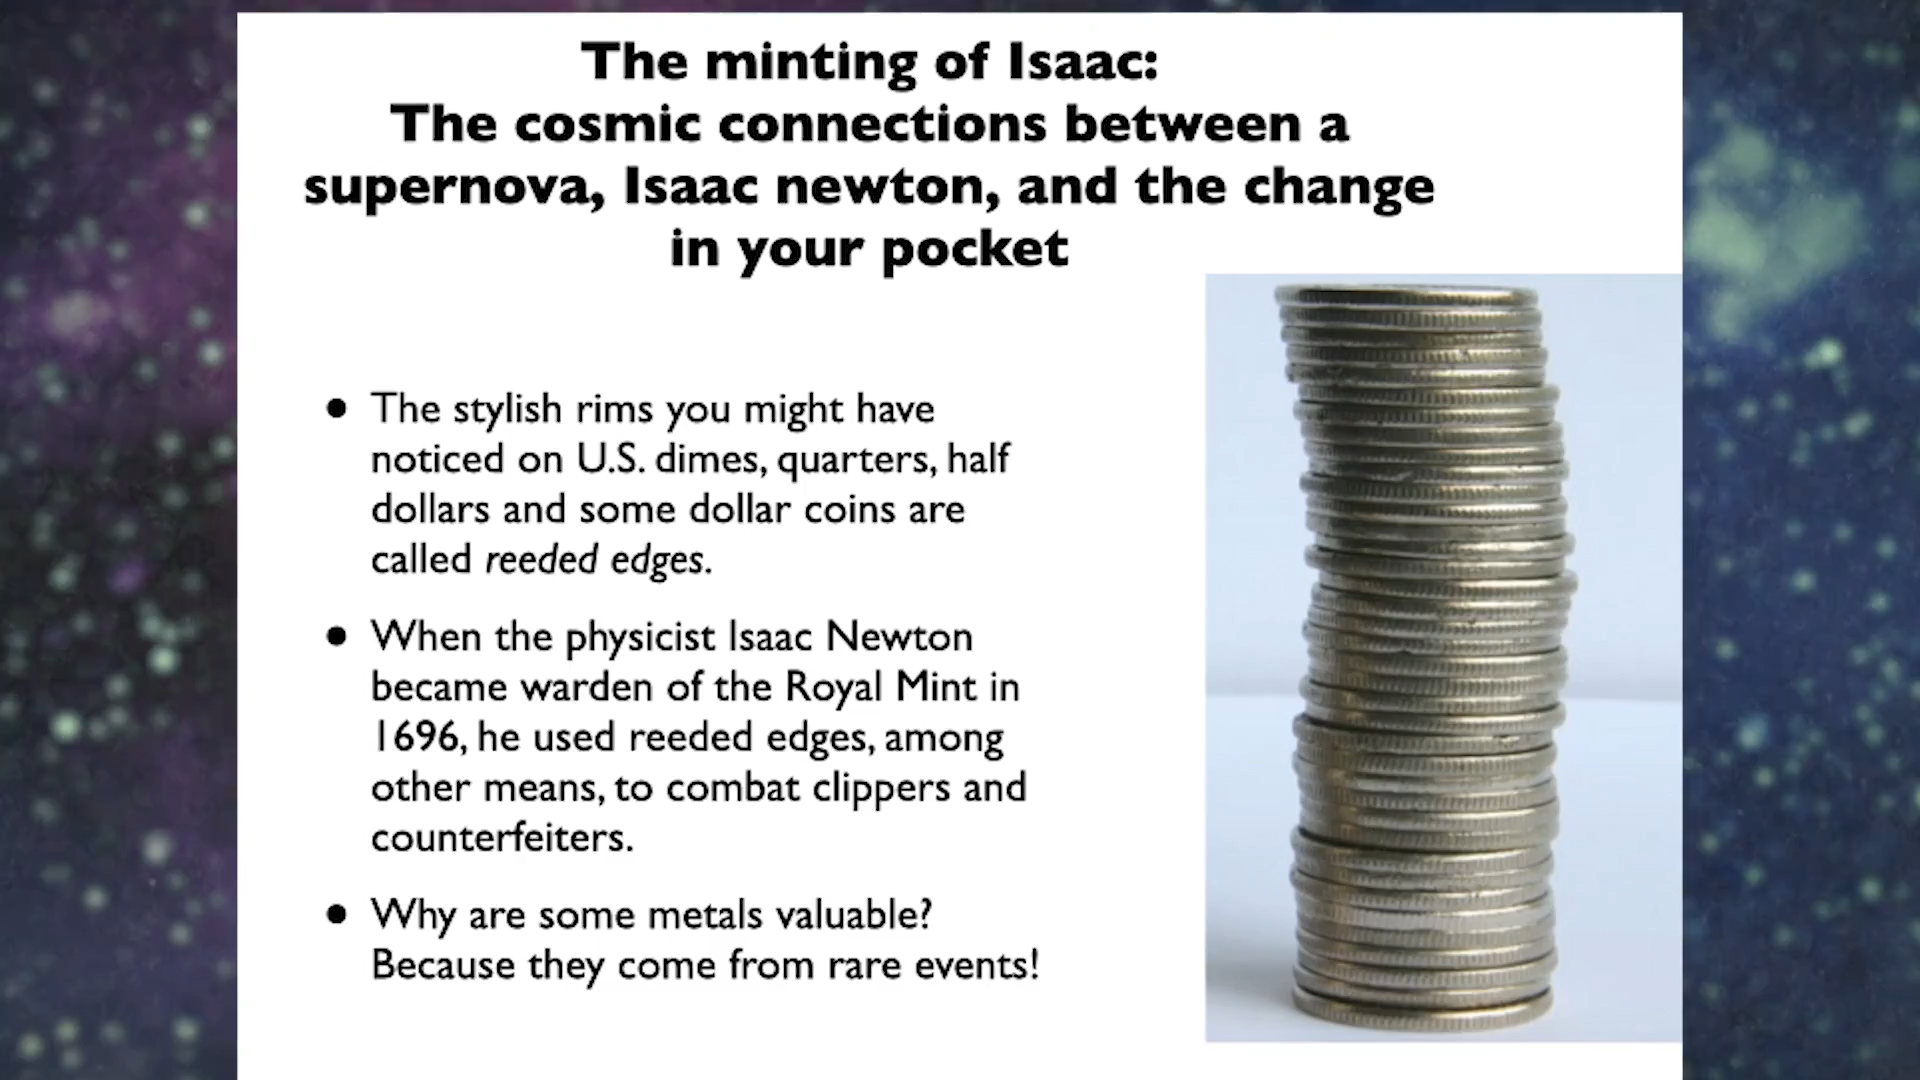 The minting of Isaac:
The cosmic connections between a
supernova, Isaac newton, and the change
in your pocket
• The stylish rims you might have
noticed on U.S. dimes, quarters, half
dollars and some dollar coins are
called reeded edges.
• When the physicist Isaac Newton
became warden of the Royal Mint in
1696, he used reeded edges, among
other means, to combat clippers and
counterfeiters.
• Why are some metals valuable?
Because they come from rare events!